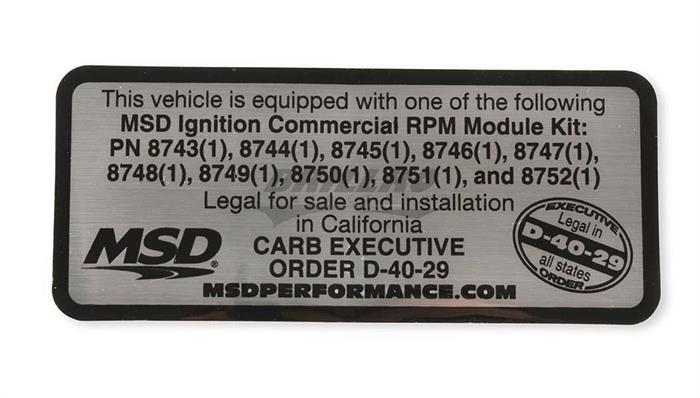 This vehicle is equipped with one of the following
MSD Ignition Commercial RPM Module Kit:
PN 8743(1), 8744(1), 8745(1), 8746(1), 8747(1),
8748(1), 8749(1), 8750(1), 8751(1), and 8752(1)
Legal for sale and installation
in California
CARB EXECUTIVE
ORDER D-40-29
MSDPERFORMANCE.COM
MSD®
EXECUTIVE
Legal in
D-40-29
all states
ORDER